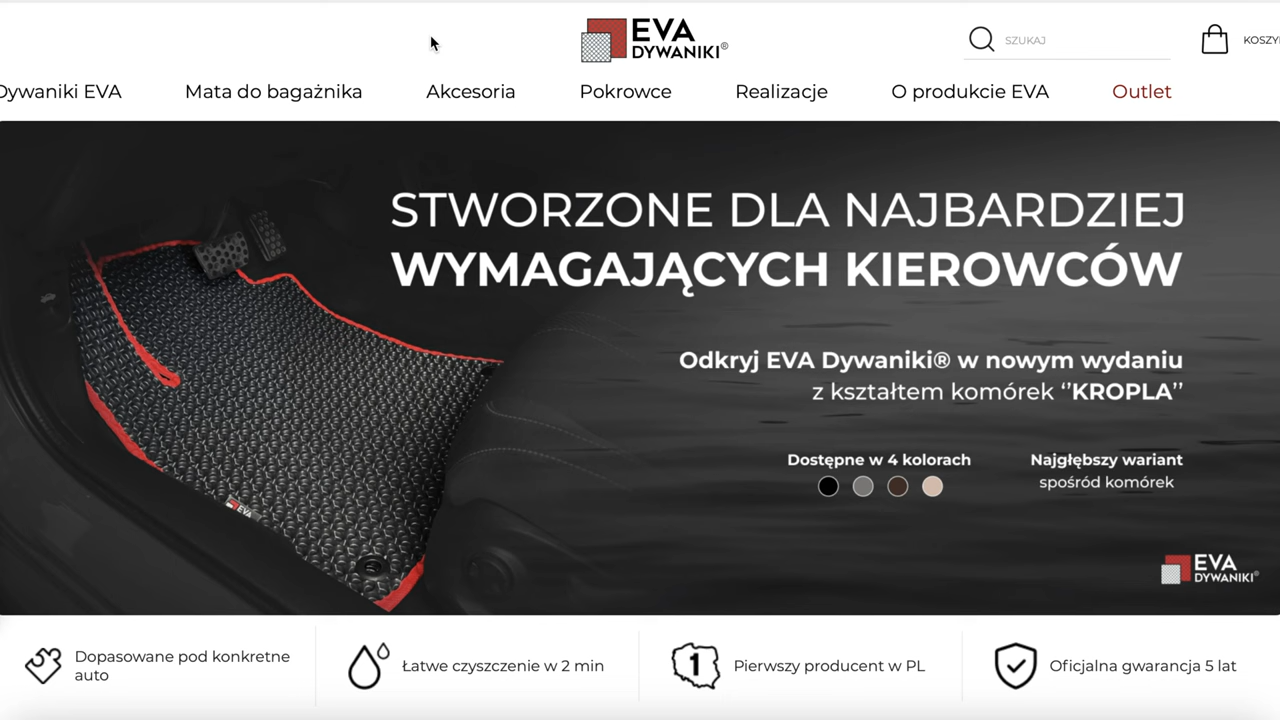 EVA
DYWANIKI®
SZUKAJ
Dywaniki EVA
Mata do bagażnika
Akcesoria
Pokrowce
Realizacje
O produkcie EVA
Outlet
STWORZONE DLA NAJBARDZIEJ
WYMAGAJĄCYCH KIEROWCÓW
Odkryj EVA Dywaniki® w nowym wydaniu
z kształtem komórek ‘’KROPLA’’
Dostępne w 4 kolorach
Najgłębszy wariant
spośród komórek
EVA
EVA
DYWANIKI®
Dopasowane pod konkretne
auto
Łatwe czyszczenie w 2 min
1
Pierwszy producent w PL
Oficjalna gwarancja 5 lat